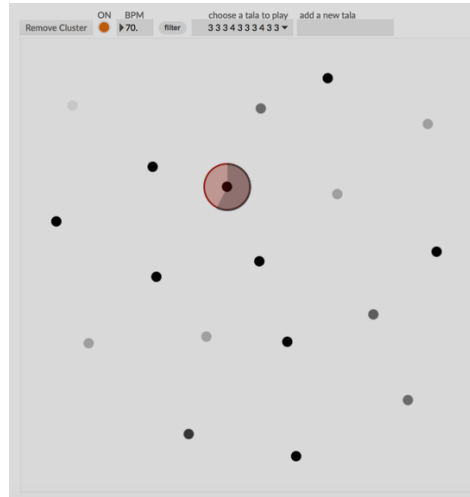 ON BPM choose a tala to play add a new tala
Remove Cluster 70. filter 3 3 3 4 3 3 3 4 3 3